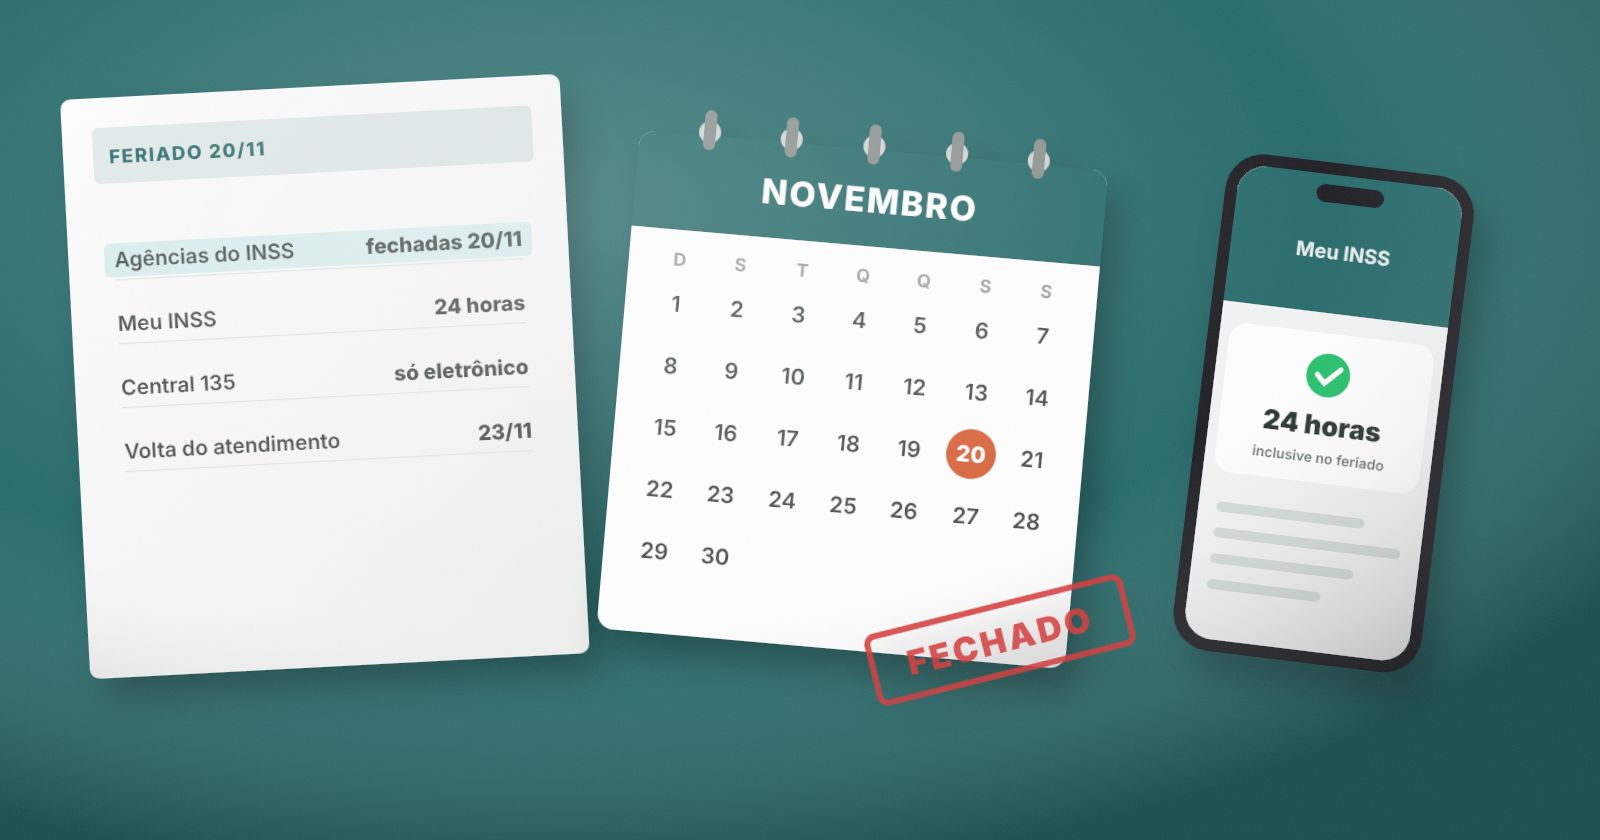 FERIADO 20/11
Agências do INSS fechadas 20/11
Meu INSS 24 horas
Central 135 só eletrônico
Volta do atendimento 23/11
NOVEMBRO
D S T Q Q S S
1 2 3 4 5 6 7
8 9 10 11 12 13 14
15 16 17 18 19 20 21
22 23 24 25 26 27 28
29 30
FECHADO
Meu INSS
24 horas
inclusive no feriado